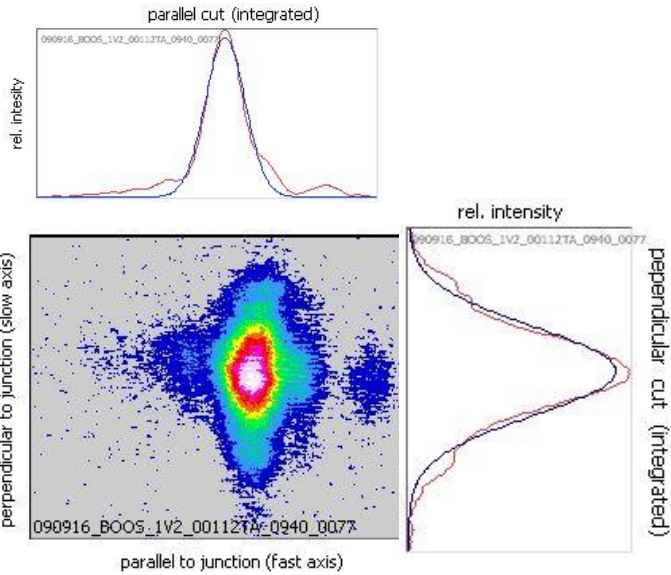 parallel cut (integrated)
090916_BOOS_1V2_00112TA_0940_0077
rel. intesity
rel. intensity
090916_BOOS_1V2_00112TA_0940_0077
pependicular cut (integrated)
perpendicular to junction (slow axis)
090916_BOOS_1V2_00112TA_0940_0077
parallel to junction (fast axis)